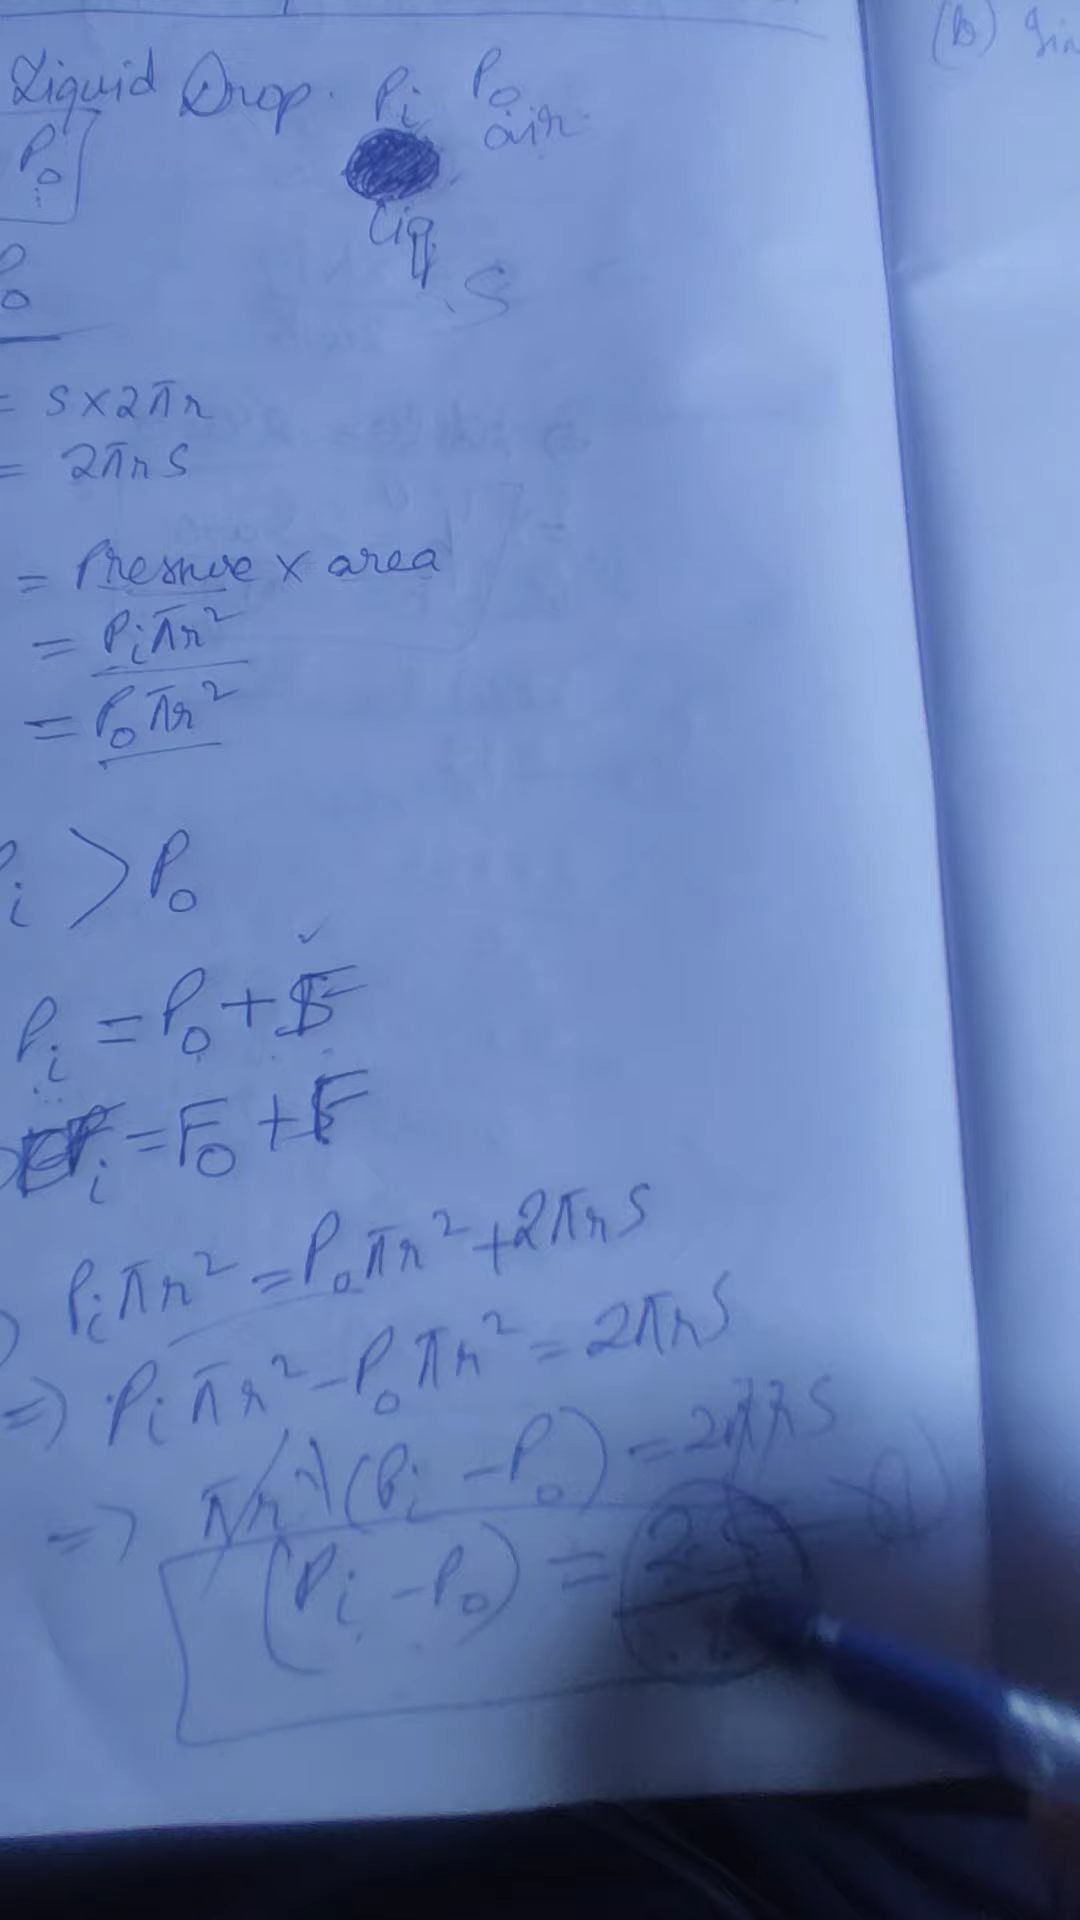 Liquid Drop. Pi Po
air.
Po
Liq.
S
Po
= S×2πr
= 2πrS
= Pressure × area
= Piπr²
= Poπr²
Pi > Po
Pi = Po + F
i = Fo + F
Piπr² = Poπr² + 2πrS
=> Piπr² - Poπr² = 2πrS
=> πr²(Pi - Po) = 2πrS
(Pi - Po) =
(b)